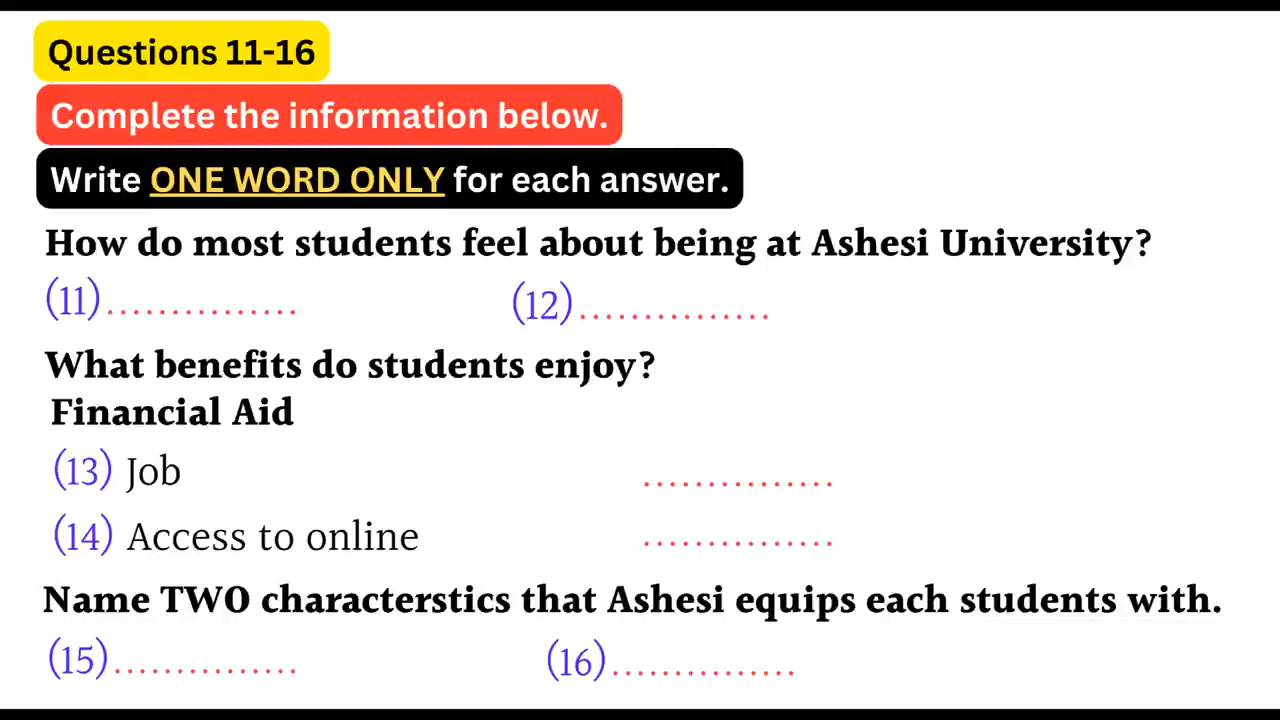 Questions 11-16
Complete the information below.
Write ONE WORD ONLY for each answer.
How do most students feel about being at Ashesi University?
(11)............... (12)...............
What benefits do students enjoy?
Financial Aid
(13) Job ...............
(14) Access to online ...............
Name TWO characterstics that Ashesi equips each students with.
(15)............... (16)...............